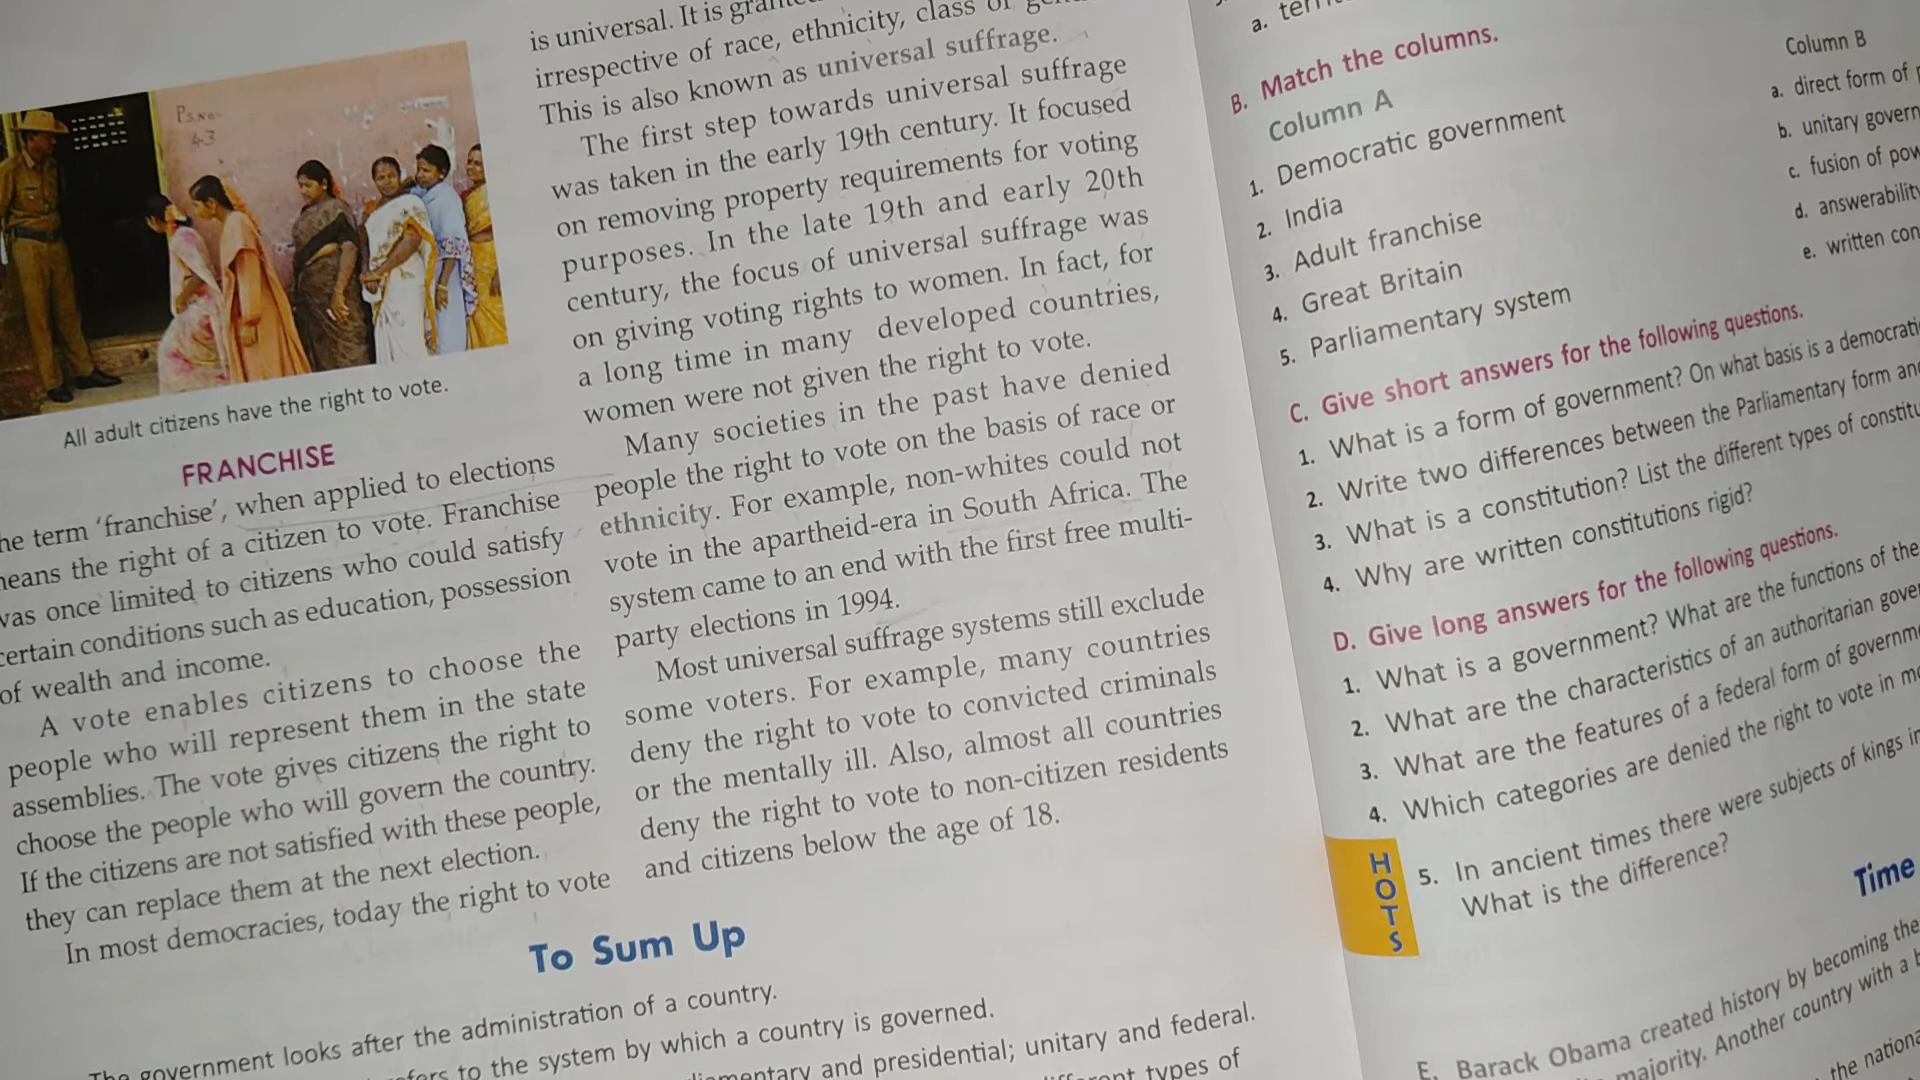 P.S.No-
43
All adult citizens have the right to vote.
FRANCHISE
term 'franchise', when applied to elections
the right of a citizen to vote. Franchise
once limited to citizens who could satisfy
certain conditions such as education, possession
of wealth and income.
A vote enables citizens to choose the
people who will represent them in the state
assemblies. The vote gives citizens the right to
choose the people who will govern the country.
If the citizens are not satisfied with these people,
they can replace them at the next election.
In most democracies, today the right to vote
is universal. It is
irrespective of race, ethnicity, class or
This is also known as universal suffrage.
The first step towards universal suffrage
was taken in the early 19th century. It focused
on removing property requirements for voting
purposes. In the late 19th and early 20th
century, the focus of universal suffrage was
on giving voting rights to women. In fact, for
a long time in many developed countries,
women were not given the right to vote.
Many societies in the past have denied
people the right to vote on the basis of race or
ethnicity. For example, non-whites could not
vote in the apartheid-era in South Africa. The
system came to an end with the first free multi-
party elections in 1994.
Most universal suffrage systems still exclude
some voters. For example, many countries
deny the right to vote to convicted criminals
or the mentally ill. Also, almost all countries
deny the right to vote to non-citizen residents
and citizens below the age of 18.
To Sum Up
The government looks after the administration of a country.
to the system by which a country is governed.
and presidential; unitary and federal.
types of
a.
B. Match the columns.
Column A
1. Democratic government
2. India
3. Adult franchise
4. Great Britain
5. Parliamentary system
Column B
a. direct form of
b. unitary
c. fusion of
d.
e. written
C. Give short answers for the following questions.
1. What is a form of government? On what basis is a
2. Write two differences between the Parliamentary form
3. What is a constitution? List the different types of
4. Why are written constitutions rigid?
D. Give long answers for the following questions.
1. What is a government? What are the functions of the
2. What are the characteristics of an authoritarian
3. What are the features of a federal form of
4. Which categories are denied the right to vote in
HOTS
5. In ancient times there were subjects of kings
What is the difference?
Time
E. Barack Obama created history by becoming the
majority. Another country with a
the